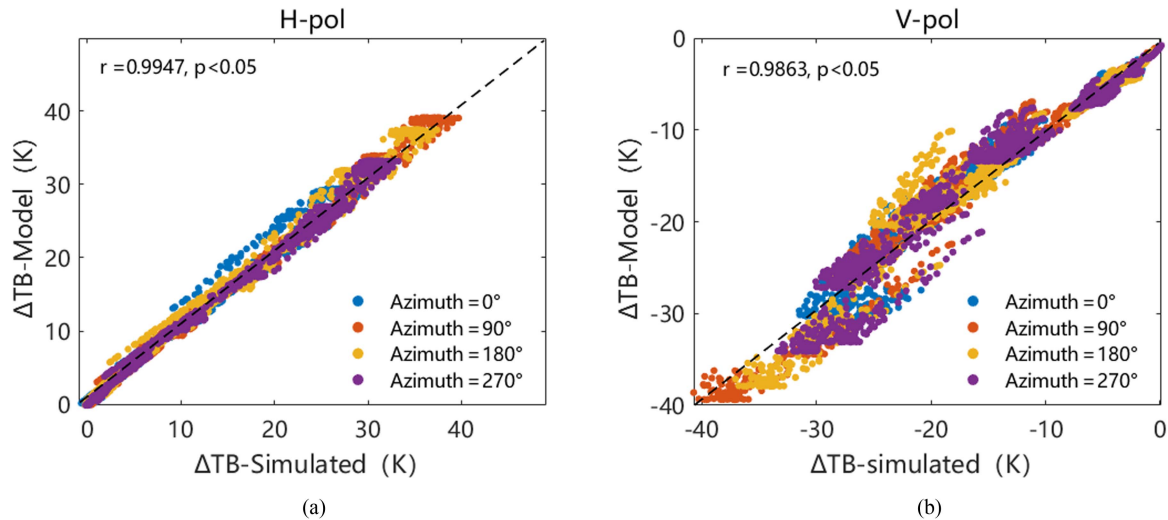 H-pol
r =0.9947, p<0.05
40
30
20
10
0
ΔTB-Model (K)
Azimuth = 0°
Azimuth = 90°
Azimuth = 180°
Azimuth = 270°
0 10 20 30 40
ΔTB-Simulated (K)
(a)
V-pol
r =0.9863, p<0.05
0
-10
-20
-30
-40
ΔTB-Model (K)
Azimuth = 0°
Azimuth = 90°
Azimuth = 180°
Azimuth = 270°
-40 -30 -20 -10 0
ΔTB-simulated (K)
(b)